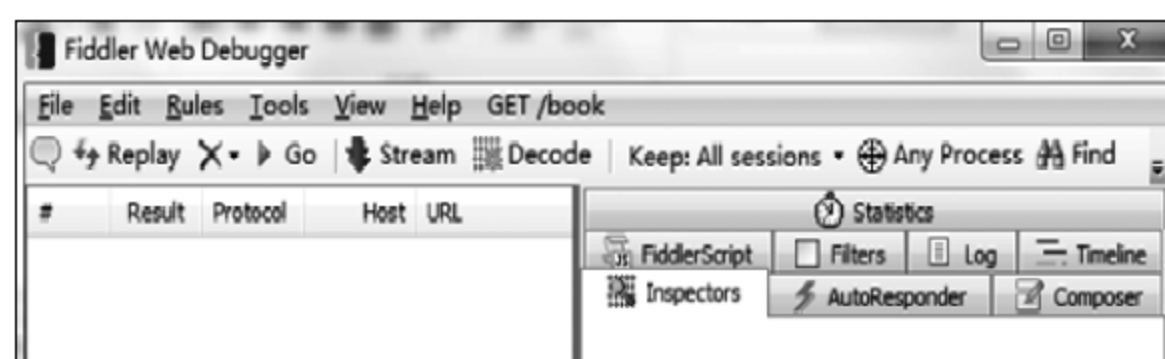 Fiddler Web Debugger
File Edit Rules Tools View Help GET /book
Replay Go Stream Decode Keep: All sessions Any Process Find
# Result Protocol Host URL
Statistics
FiddlerScript Filters Log Timeline
Inspectors AutoResponder Composer